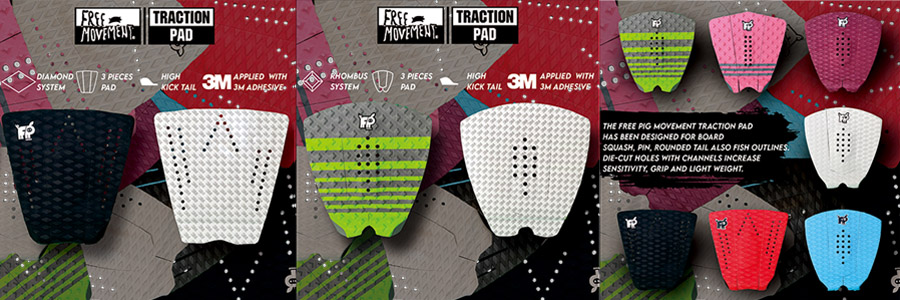 FREE
MOVEMENT
TRACTION
PAD
DIAMOND
SYSTEM
3 PIECES
PAD
HIGH
KICK TAIL
3M
APPLIED WITH
3M ADHESIVE
FREE
MOVEMENT
TRACTION
PAD
RHOMBUS
SYSTEM
3 PIECES
PAD
HIGH
KICK TAIL
3M
APPLIED WITH
3M ADHESIVE
THE FREE PIG MOVEMENT TRACTION PAD
HAS BEEN DESIGNED FOR BOARD
SQUASH, PIN, ROUNDED TAIL ALSO FISH OUTLINES.
DIE-CUT HOLES WITH CHANNELS INCREASE
SENSITIVITY, GRIP AND LIGHT WEIGHT.